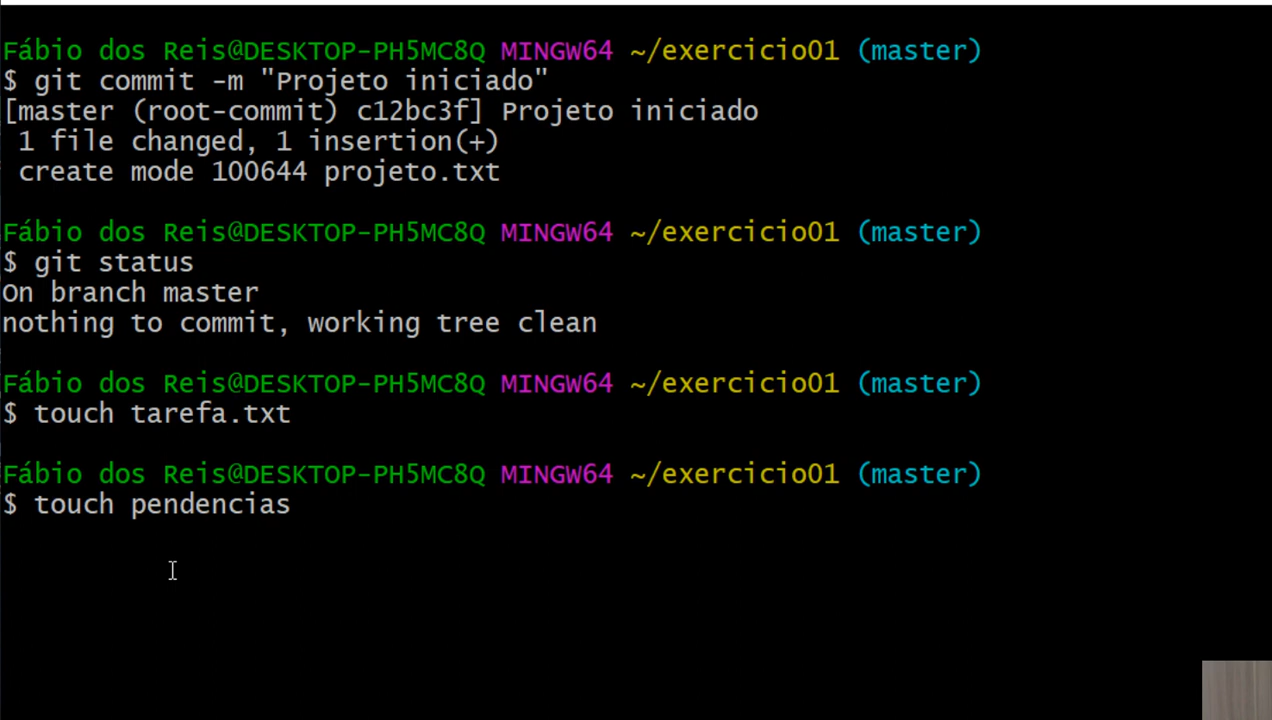 Fábio dos Reis@DESKTOP-PH5MC8Q MINGW64 ~/exercicio01 (master)
$ git commit -m "Projeto iniciado"
[master (root-commit) c12bc3f] Projeto iniciado
 1 file changed, 1 insertion(+)
 create mode 100644 projeto.txt
Fábio dos Reis@DESKTOP-PH5MC8Q MINGW64 ~/exercicio01 (master)
$ git status
On branch master
nothing to commit, working tree clean
Fábio dos Reis@DESKTOP-PH5MC8Q MINGW64 ~/exercicio01 (master)
$ touch tarefa.txt
Fábio dos Reis@DESKTOP-PH5MC8Q MINGW64 ~/exercicio01 (master)
$ touch pendencias